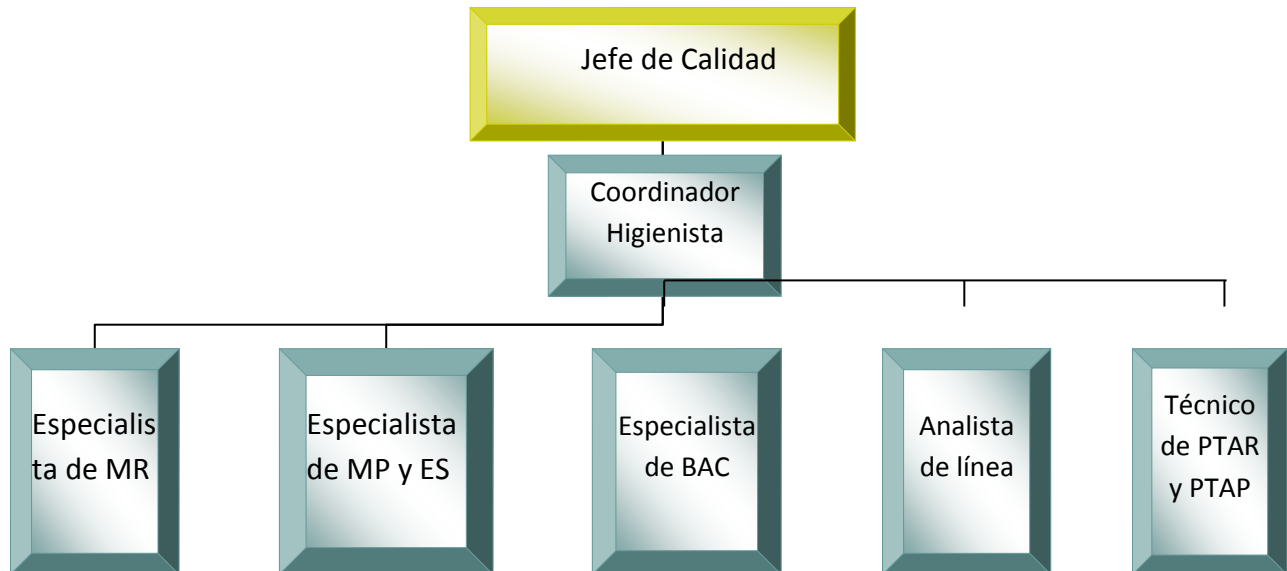 Jefe de Calidad
Coordinador
Higienista
Especialis
ta de MR
Especialista
de MP y ES
Especialista
de BAC
Analista
de línea
Técnico
de PTAR
y PTAP